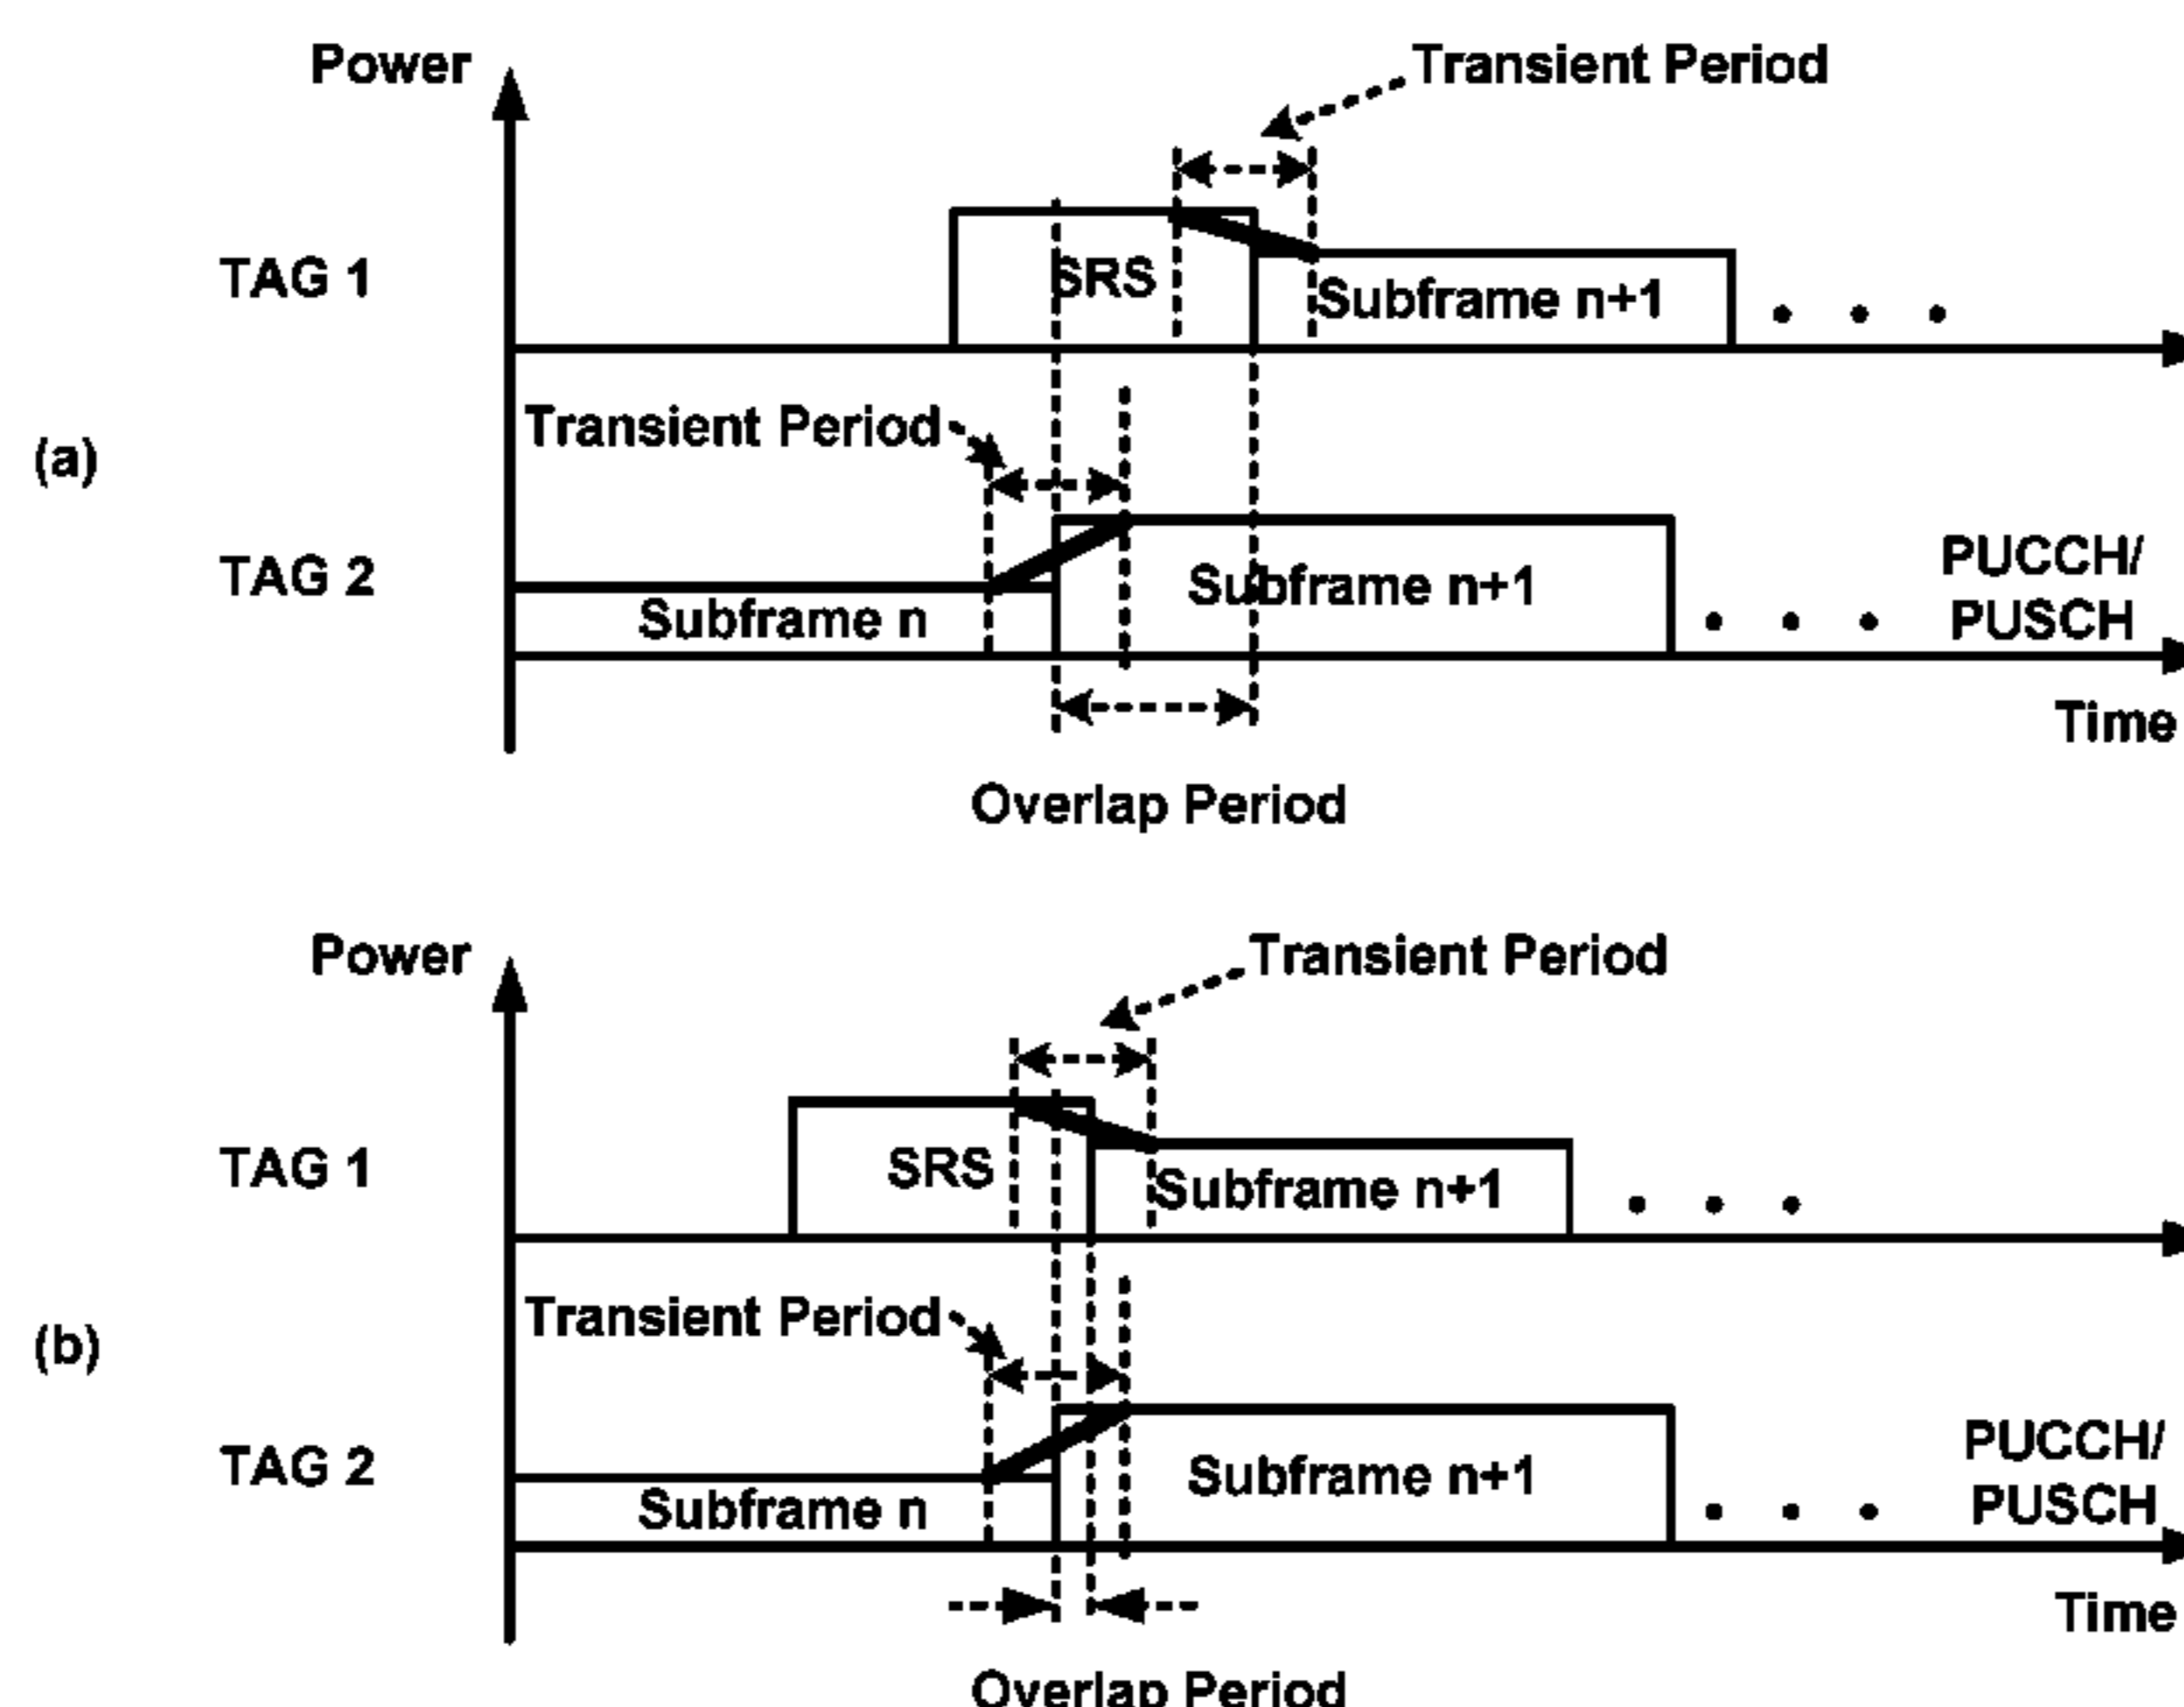 Power
Transient Period
TAG 1
SRS
Subframe n+1
Transient Period
(a)
TAG 2
Subframe n
Subframe n+1
PUCCH/
PUSCH
Time
Overlap Period
Power
Transient Period
TAG 1
SRS
Subframe n+1
Transient Period
(b)
TAG 2
Subframe n
Subframe n+1
PUCCH/
PUSCH
Time
Overlap Period